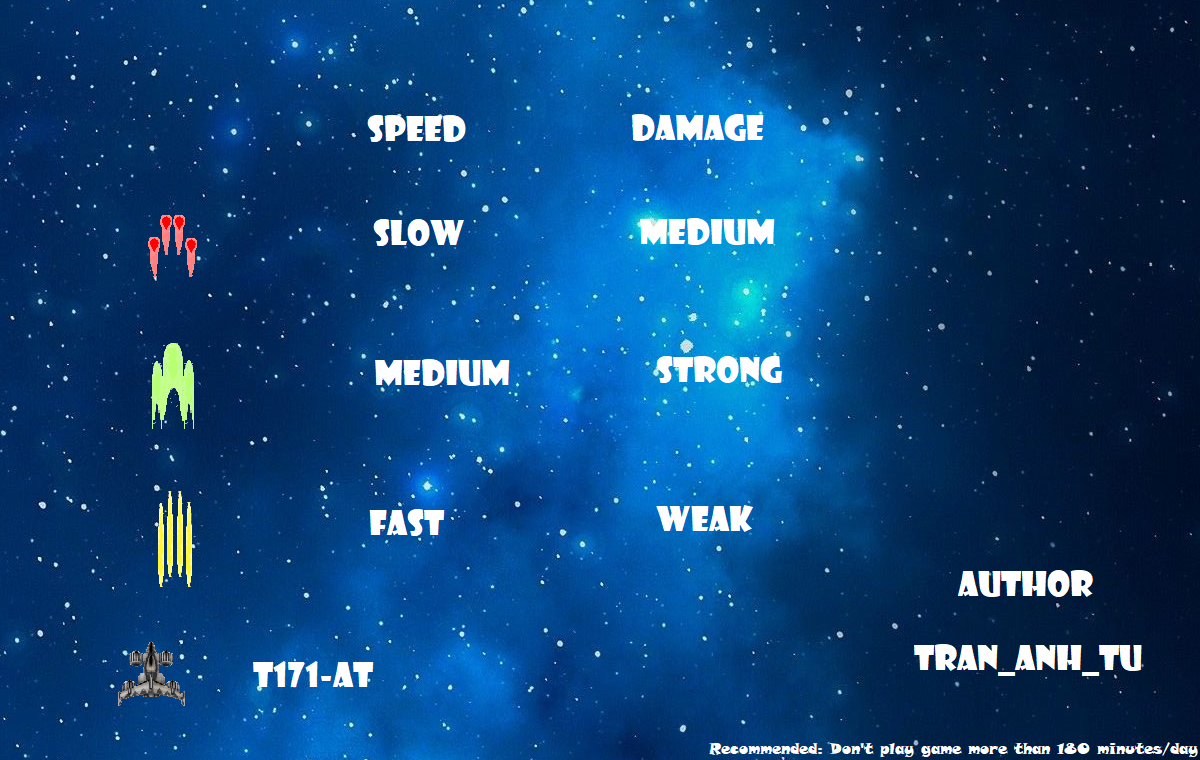 SPEED DAMAGE
SLOW MEDIUM
MEDIUM STRONG
FAST WEAK
AUTHOR
T171-AT TRAN_ANH_TU
Recommended: Don't play game more than 180 minutes/day